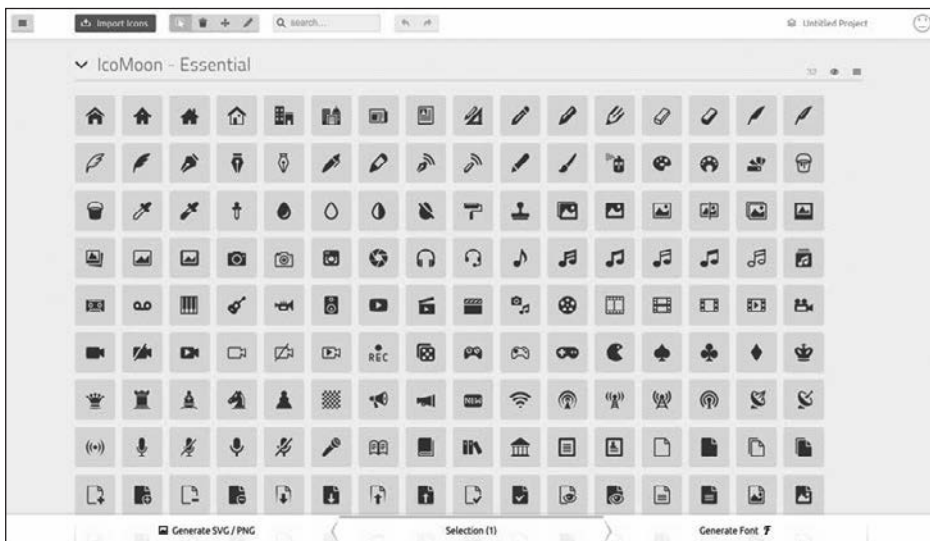 Import Icons
search...
Untitled Project
IcoMoon - Essential
REC
NEW
Generate SVG / PNG
Selection (1)
Generate Font